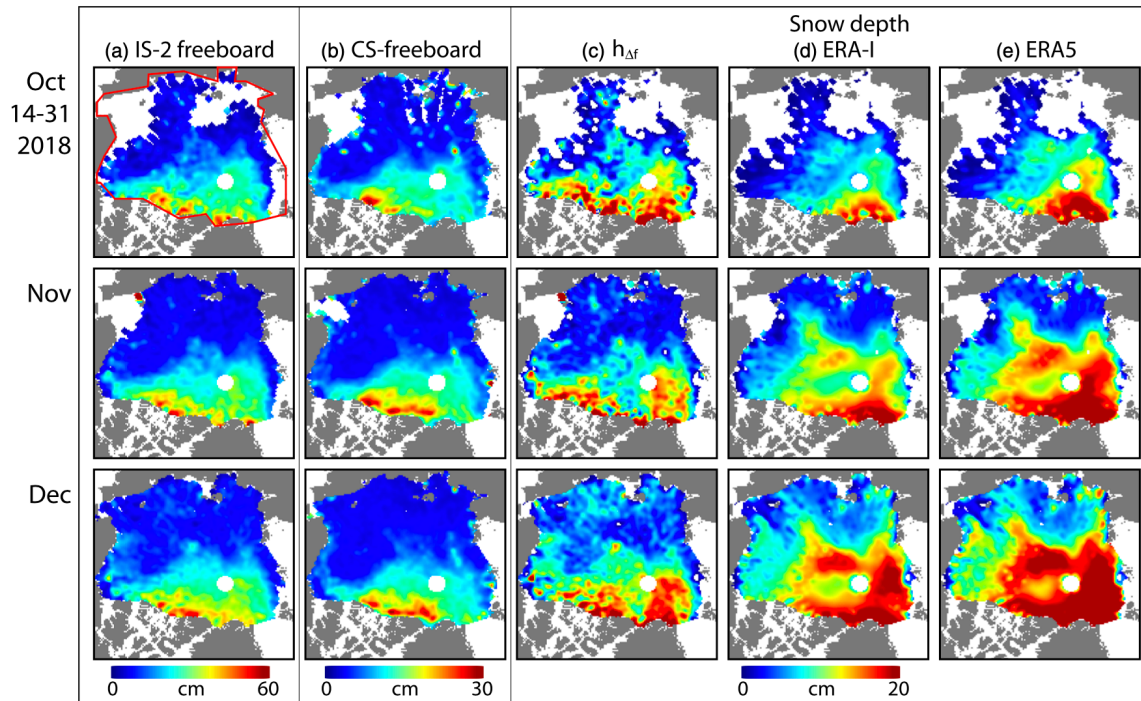 Snow depth
(a) IS-2 freeboard
(b) CS-freeboard
(c) hΔf
(d) ERA-I
(e) ERA5
Oct
14-31
2018
Nov
Dec
0 cm 60
0 cm 30
0 cm 20